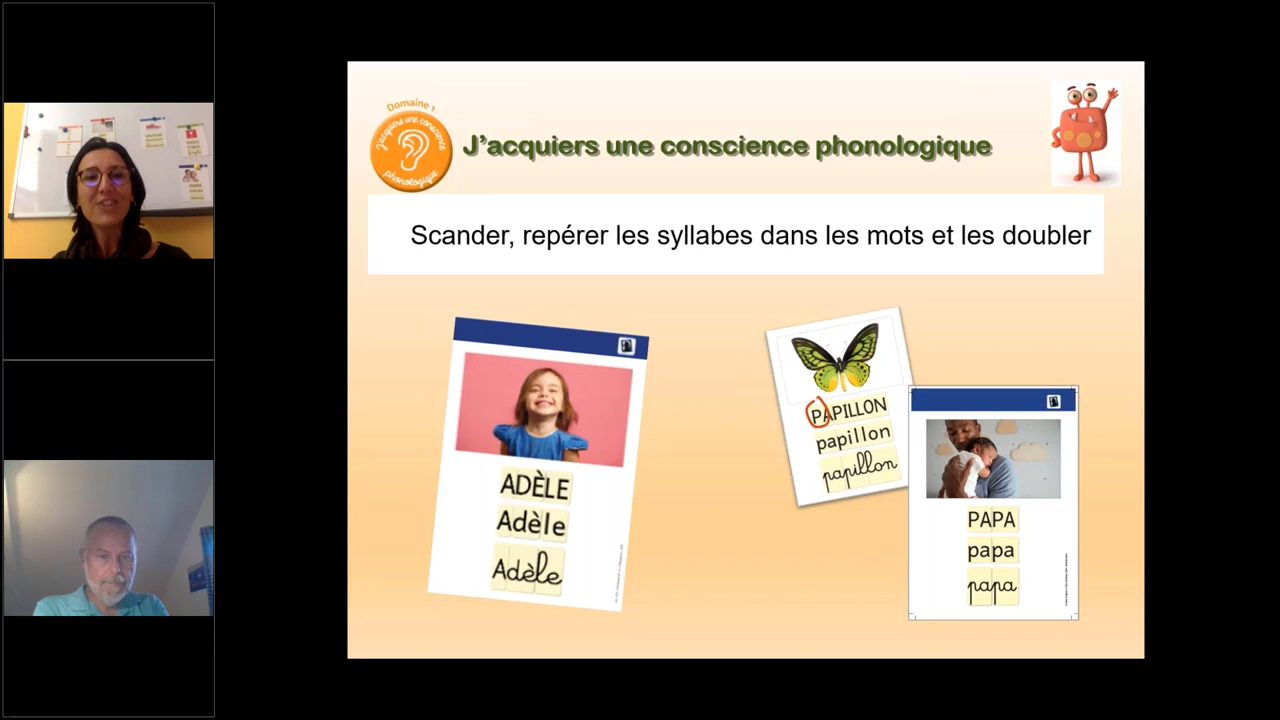 Domaine 1
J'acquiers une conscience
phonologique
J'acquiers une conscience phonologique
Scander, repérer les syllabes dans les mots et les doubler
ADÈLE
Adèle
Adèle
PAPILLON
papillon
papillon
PAPA
papa
papa